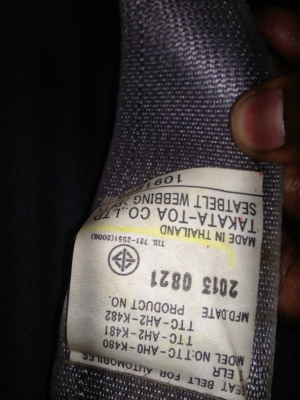 SEAT BELT FOR AUTOMOBILES
ELR
MODEL NO:TTC-AH0-K480
TTC-AH2-K481
TTC-AH2-K482
MFD.DATE PRODUCT NO.
2013 0821
TIS. 721-2551(2008)
MADE IN THAILAND
TAKATA-TOA CO.,LTD.
SEATBELT WEBBING